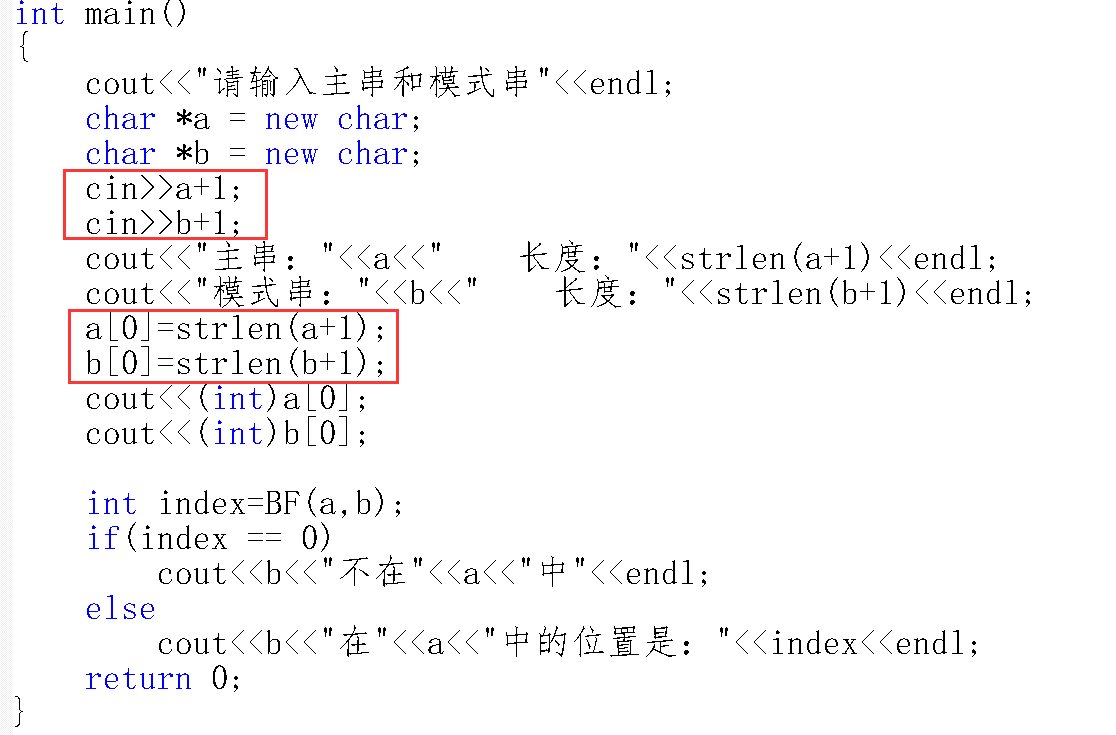 int main()
{
    cout<<"请输入主串和模式串"<<endl;
    char *a = new char;
    char *b = new char;
    cin>>a+1;
    cin>>b+1;
    cout<<"主串："<<a<<"    长度："<<strlen(a+1)<<endl;
    cout<<"模式串："<<b<<"    长度："<<strlen(b+1)<<endl;
    a[0]=strlen(a+1);
    b[0]=strlen(b+1);
    cout<<(int)a[0];
    cout<<(int)b[0];
    int index=BF(a,b);
    if(index == 0)
        cout<<b<<"不在"<<a<<"中"<<endl;
    else
        cout<<b<<"在"<<a<<"中的位置是："<<index<<endl;
    return 0;
}